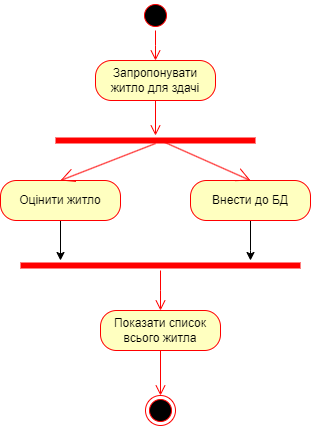 Запропонувати
житло для здачі
Оцінити житло
Внести до БД
Показати список
всього житла